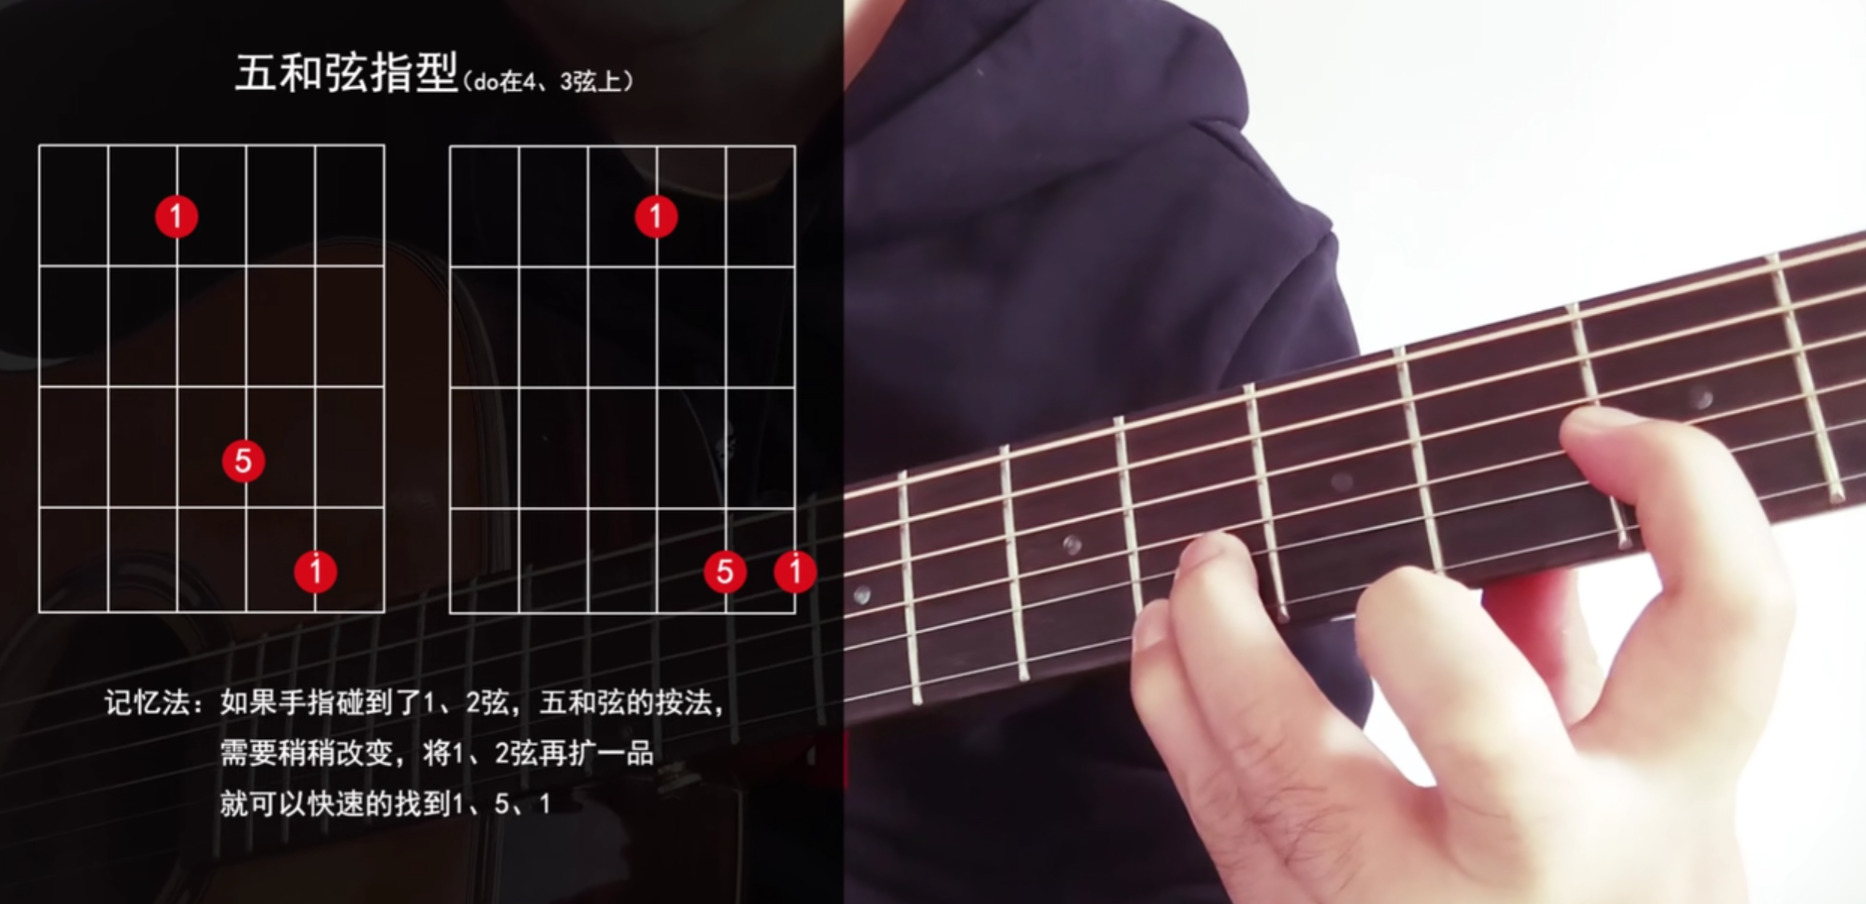 五和弦指型（do在4、3弦上）
1
5
1
1
5
1
记忆法：如果手指碰到了1、2弦，五和弦的按法，
需要稍稍改变，将1、2弦再扩一品
就可以快速的找到1、5、1